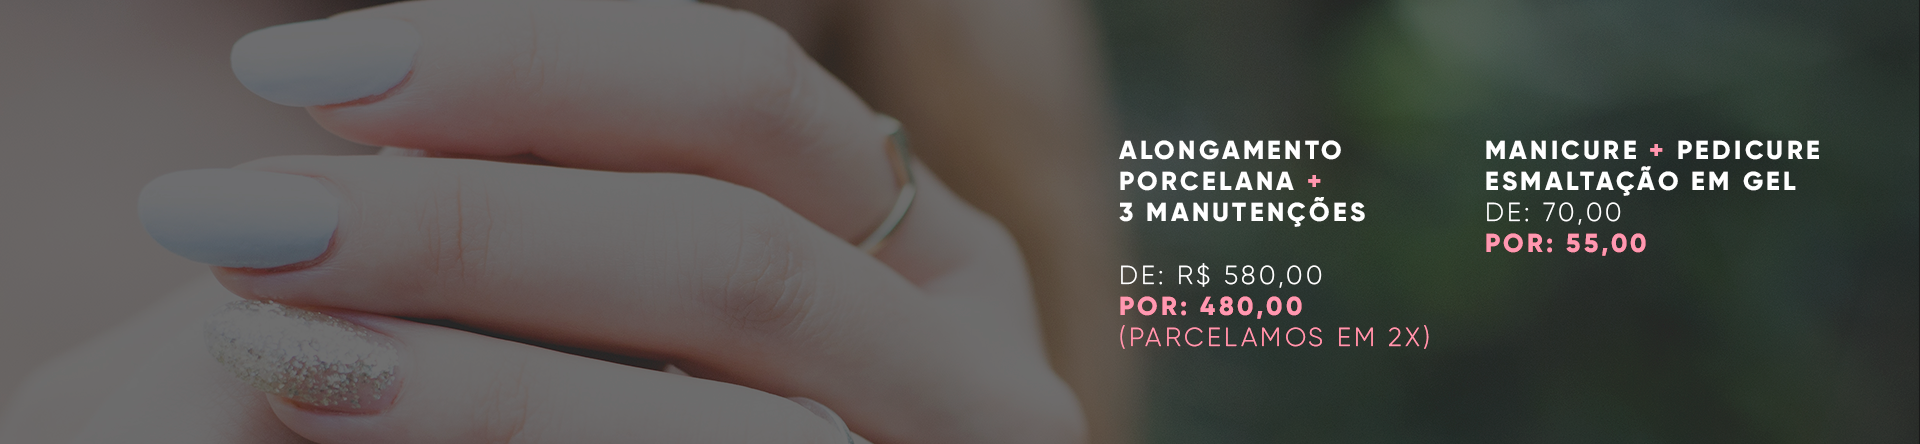 ALONGAMENTO
PORCELANA +
3 MANUTENÇÕES
DE: R$ 580,00
POR: 480,00
(PARCELAMOS EM 2X)
MANICURE + PEDICURE
ESMALTAÇÃO EM GEL
DE: 70,00
POR: 55,00